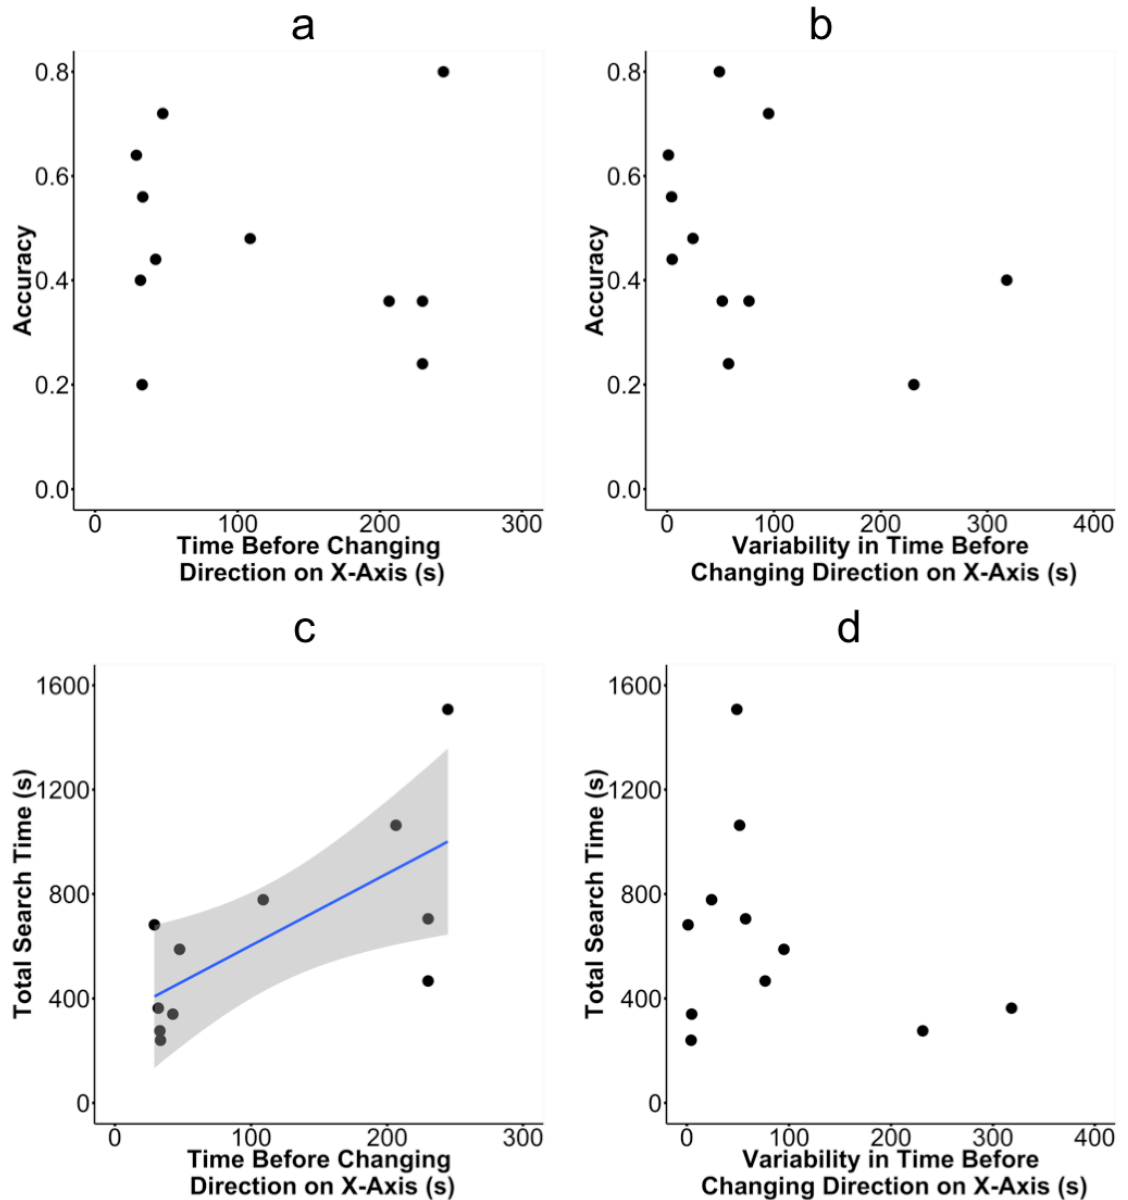 a
0.8
0.6
0.4
0.2
0.0
Accuracy
0 100 200 300
Time Before Changing
Direction on X-Axis (s)
b
0.8
0.6
0.4
0.2
0.0
Accuracy
0 100 200 300 400
Variability in Time Before
Changing Direction on X-Axis (s)
c
1600
1200
800
400
0
Total Search Time (s)
0 100 200 300
Time Before Changing
Direction on X-Axis (s)
d
1600
1200
800
400
0
Total Search Time (s)
0 100 200 300 400
Variability in Time Before
Changing Direction on X-Axis (s)